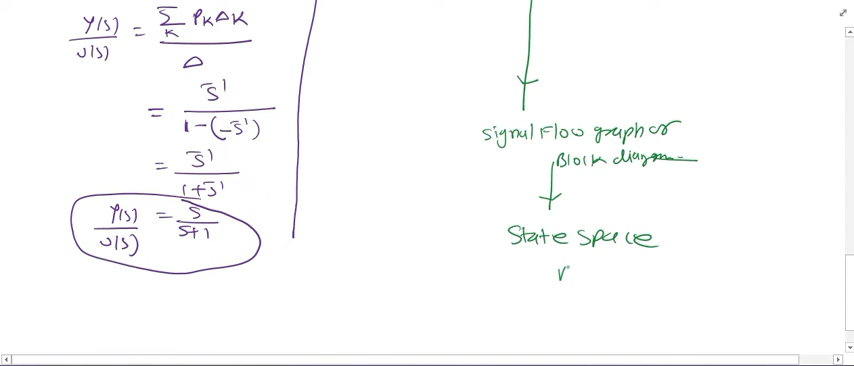 Y(s)/U(s) = Σ_K P_K Δ_K / Δ
= s̄¹ / 1-(-s̄¹)
= s̄¹ / 1+s̄¹
Y(s)/U(s) = s/s+1
signal Flow graph or
Block diagram
State Space
r